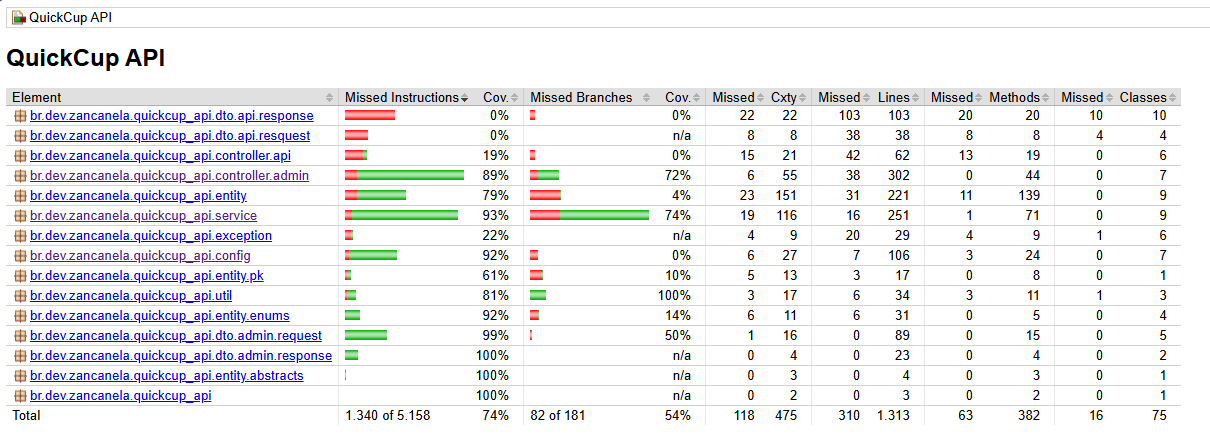 QuickCup API
QuickCup API
Element Missed Instructions Cov. Missed Branches Cov. Missed Cxty Missed Lines Missed Methods Missed Classes
br.dev.zancanela.quickcup_api.dto.api.response 0% 0% 22 22 103 103 20 20 10 10
br.dev.zancanela.quickcup_api.dto.api.resquest 0% n/a 8 8 38 38 8 8 4 4
br.dev.zancanela.quickcup_api.controller.api 19% 0% 15 21 42 62 13 19 0 6
br.dev.zancanela.quickcup_api.controller.admin 89% 72% 6 55 38 302 0 44 0 7
br.dev.zancanela.quickcup_api.entity 79% 4% 23 151 31 221 11 139 0 9
br.dev.zancanela.quickcup_api.service 93% 74% 19 116 16 251 1 71 0 9
br.dev.zancanela.quickcup_api.exception 22% n/a 4 9 20 29 4 9 1 6
br.dev.zancanela.quickcup_api.config 92% 0% 6 27 7 106 3 24 0 7
br.dev.zancanela.quickcup_api.entity.pk 61% 10% 5 13 3 17 0 8 0 1
br.dev.zancanela.quickcup_api.util 81% 100% 3 17 6 34 3 11 1 3
br.dev.zancanela.quickcup_api.entity.enums 92% 14% 6 11 6 31 0 5 0 4
br.dev.zancanela.quickcup_api.dto.admin.request 99% 50% 1 16 0 89 0 15 0 5
br.dev.zancanela.quickcup_api.dto.admin.response 100% n/a 0 4 0 23 0 4 0 2
br.dev.zancanela.quickcup_api.entity.abstracts 100% n/a 0 3 0 4 0 3 0 1
br.dev.zancanela.quickcup_api 100% n/a 0 2 0 3 0 2 0 1
Total 1.340 of 5.158 74% 82 of 181 54% 118 475 310 1.313 63 382 16 75